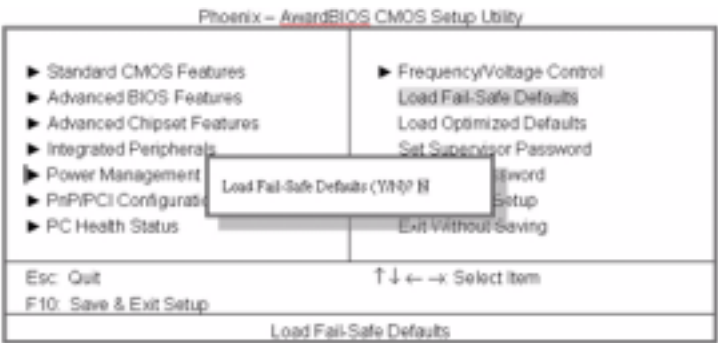 Phoenix – AwardBIOS CMOS Setup Utility
► Standard CMOS Features
► Advanced BIOS Features
► Advanced Chipset Features
► Integrated Peripherals
► Power Management
► PnP/PCI Configuratio
► PC Health Status
► Frequency/Voltage Control
Load Fail-Safe Defaults
Load Optimized Defaults
Set Supervisor Password
sword
Setup
Exit Without Saving
Load Fail-Safe Defaults (Y/N)? N
Esc: Quit
↑↓←→: Select Item
F10: Save & Exit Setup
Load Fail-Safe Defaults